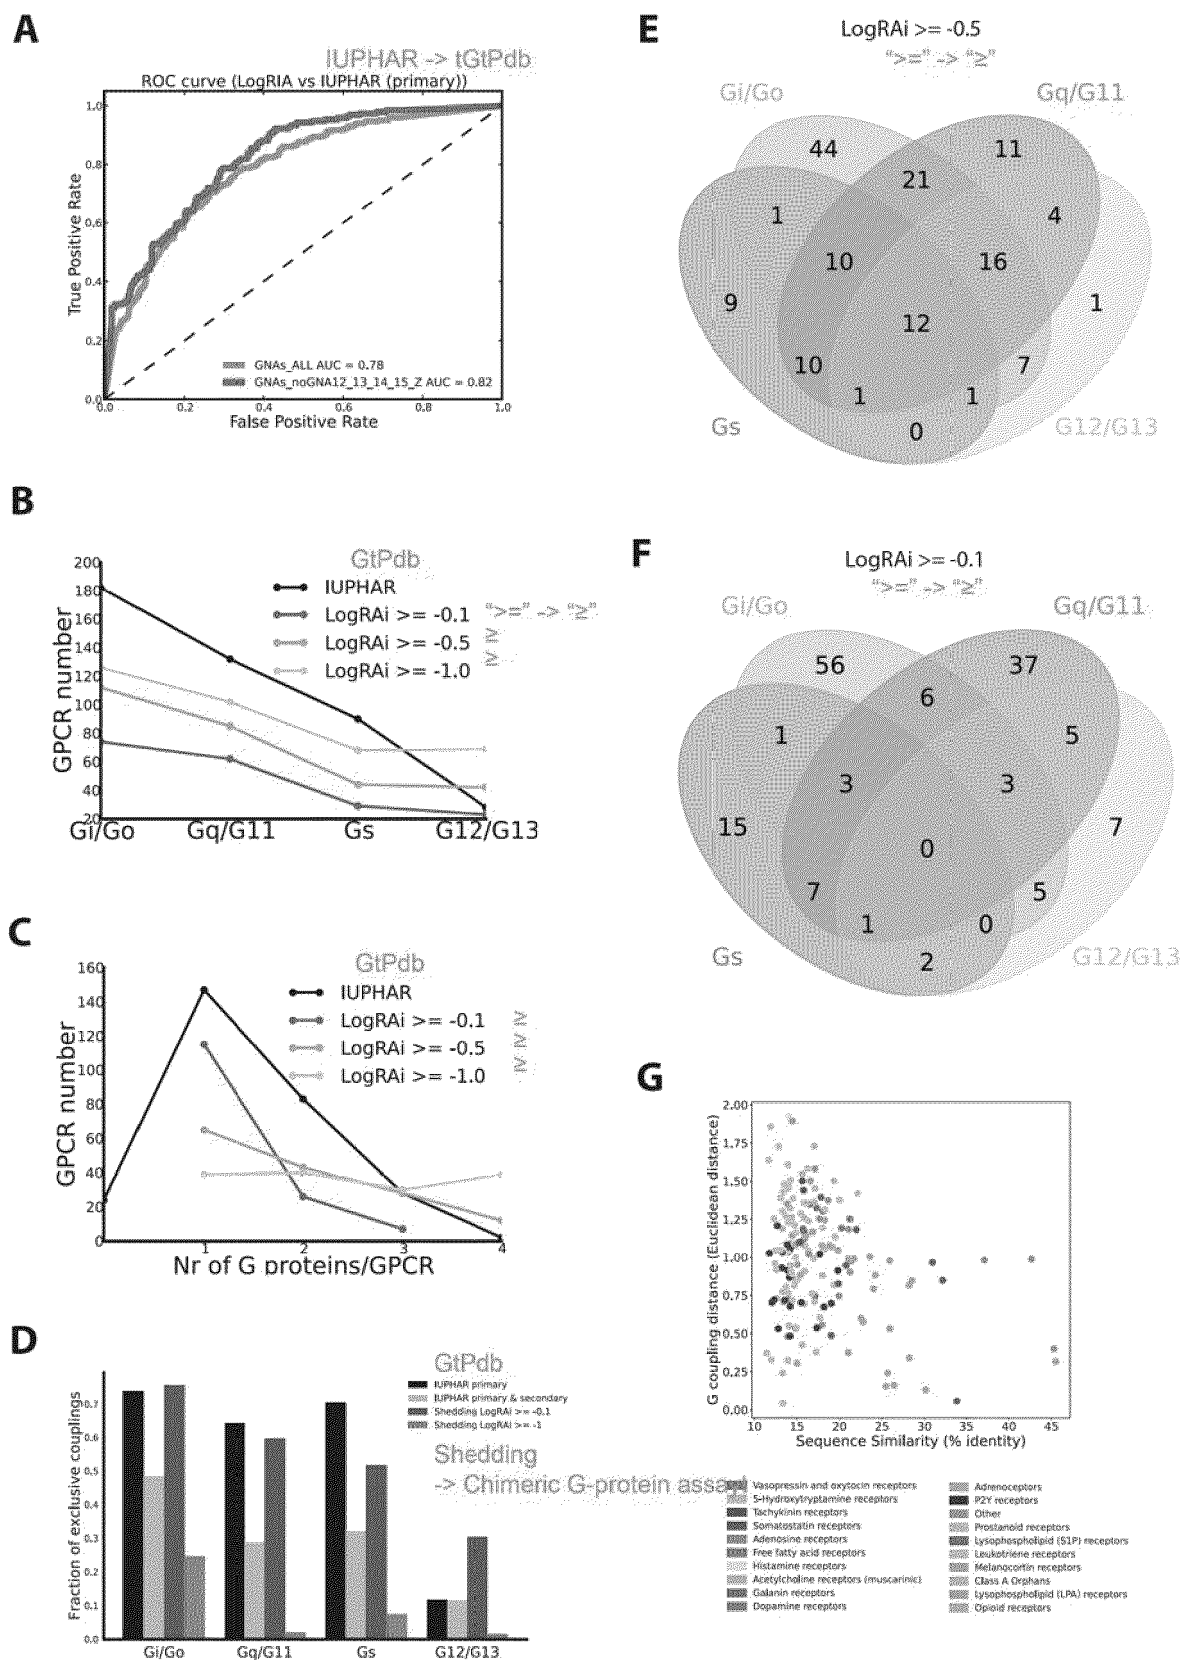 A
IUPHAR -> tGtPdb
ROC curve (LogRIA vs IUPHAR (primary))
True Positive Rate
1.0
0.8
0.6
0.4
0.2
0.0
GNAs_ALL AUC = 0.78
GNAs_noGNA12_13_14_15_Z AUC = 0.82
0.0 0.2 0.4 0.6 0.8 1.0
False Positive Rate
B
GtPdb
IUPHAR
LogRAi >= -0.1
">=" -> "≥"
LogRAi >= -0.5
LogRAi >= -1.0
≥ ≥
GPCR number
200
180
160
140
120
100
80
60
40
20
Gi/Go Gq/G11 Gs G12/G13
C
GtPdb
IUPHAR
LogRAi >= -0.1
LogRAi >= -0.5
LogRAi >= -1.0
≥ ≥ ≥
GPCR number
160
140
120
100
80
60
40
20
0
1 2 3 4
Nr of G proteins/GPCR
D
GtPdb
IUPHAR primary
IUPHAR primary & secondary
Shedding LogRAi >= -0.1
Shedding LogRAi >= -1
Shedding
-> Chimeric G-protein assay
Fraction of exclusive couplings
0.7
0.6
0.5
0.4
0.3
0.2
0.1
0.0
Gi/Go Gq/G11 Gs G12/G13
E
LogRAi >= -0.5
">=" -> "≥"
Gi/Go
Gq/G11
44
11
21
1
4
10
16
9
1
12
10
7
1
1
0
Gs
G12/G13
F
LogRAi >= -0.1
">=" -> "≥"
Gi/Go
Gq/G11
56
37
6
1
5
3
3
15
7
0
7
5
1
0
2
Gs
G12/G13
G
G coupling distance (Euclidean distance)
2.00
1.75
1.50
1.25
1.00
0.75
0.50
0.25
0.00
10 15 20 25 30 35 40 45
Sequence Similarity (% identity)
Vasopressin and oxytocin receptors
5-Hydroxytryptamine receptors
Tachykinin receptors
Somatostatin receptors
Adenosine receptors
Free fatty acid receptors
Histamine receptors
Acetylcholine receptors (muscarinic)
Galanin receptors
Dopamine receptors
Adrenoceptors
P2Y receptors
Other
Prostanoid receptors
Lysophospholipid (S1P) receptors
Leukotriene receptors
Melanocortin receptors
Class A Orphans
Lysophospholipid (LPA) receptors
Opioid receptors